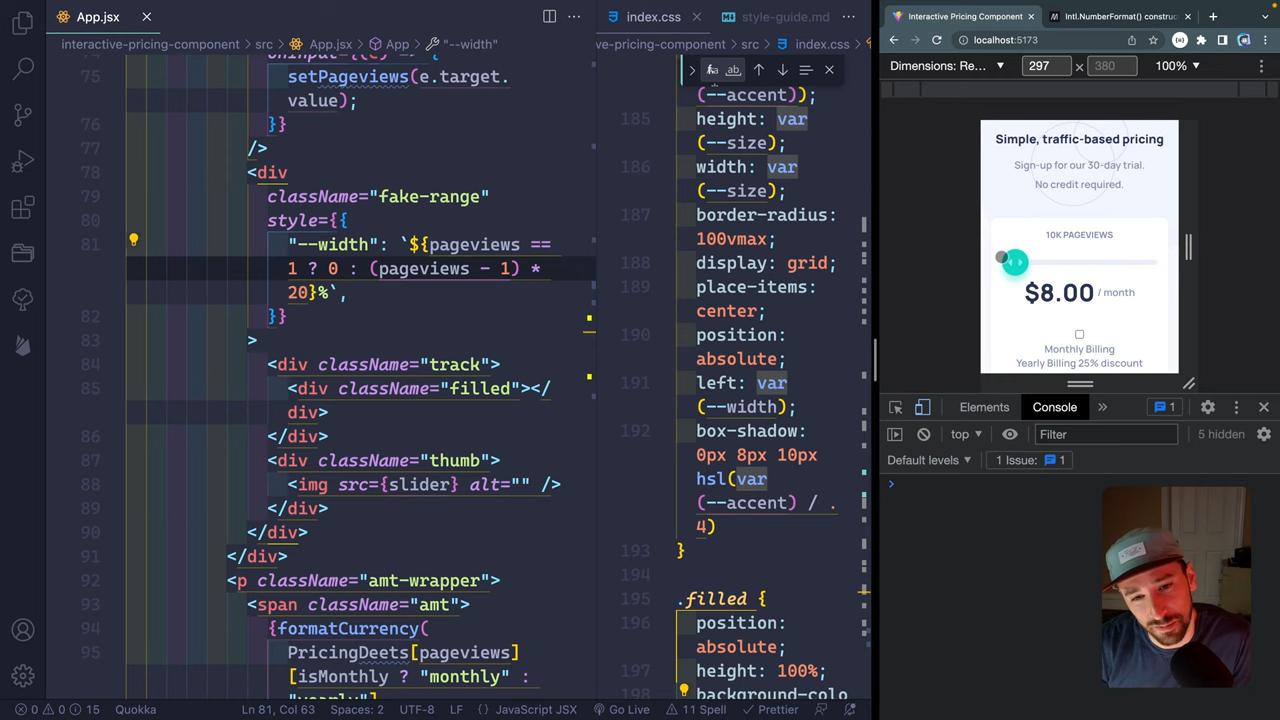 App.jsx
index.css
style-guide.md
interactive-pricing-component > src > App.jsx > App > "--width"
ve-pricing-component > src > index.css
75 setPageviews(e.target.
value);
76 }}
77 />
78 <div
79 className="fake-range"
80 style={{
81 "--width": `${pageviews ==
1 ? 0 : (pageviews - 1) *
20}%`,
82 }}
83 >
84 <div className="track">
85 <div className="filled"></
div>
86 </div>
87 <div className="thumb">
88 <img src={slider} alt="" />
89 </div>
90 </div>
91 </div>
92 <p className="amt-wrapper">
93 <span className="amt">
94 {formatCurrency(
95 PricingDeets[pageviews]
[isMonthly ? "monthly" :
(--accent));
185 height: var
(--size);
186 width: var
(--size);
187 border-radius:
100vmax;
188 display: grid;
189 place-items:
center;
190 position:
absolute;
191 left: var
(--width);
192 box-shadow:
0px 8px 10px
hsl(var
(--accent) / .
4)
193 }
194
195 .filled {
196 position:
absolute;
197 height: 100%;
198 background-colo
0 0 15 Quokka Ln 81, Col 63 Spaces: 2 UTF-8 LF {} JavaScript JSX Go Live 11 Spell Prettier
Interactive Pricing Component
Intl.NumberFormat() construc
localhost:5173
Dimensions: Re... 297 × 380 100%
Simple, traffic-based pricing
Sign-up for our 30-day trial.
No credit required.
10K PAGEVIEWS
$8.00 / month
Monthly Billing
Yearly Billing 25% discount
Elements Console 1
top Filter 5 hidden
Default levels 1 Issue: 1